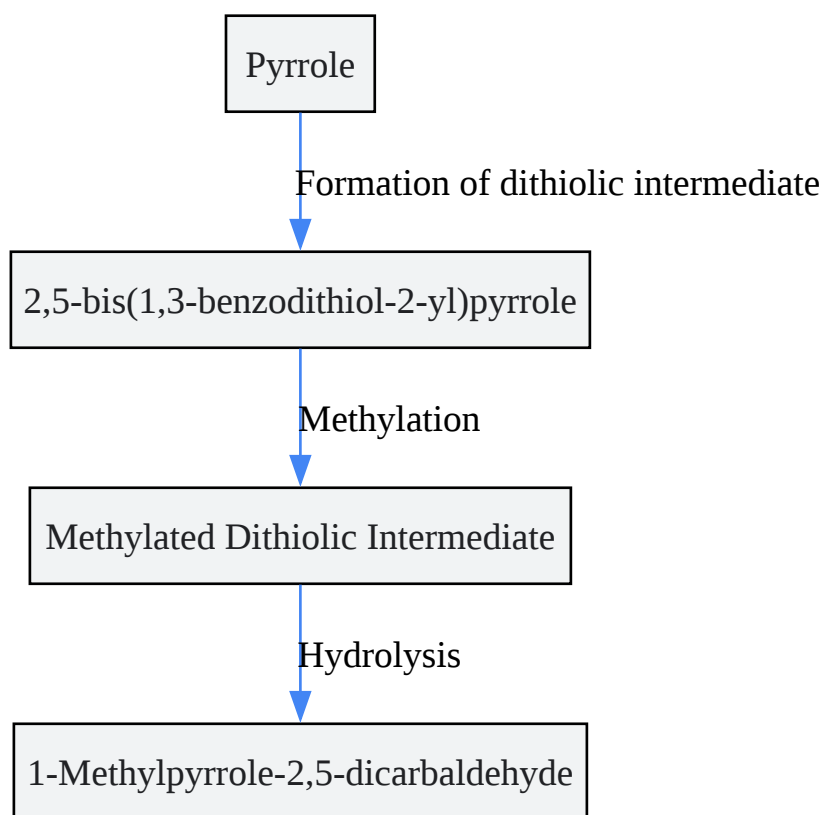 Pyrrole
Formation of dithiolic intermediate
2,5-bis(1,3-benzodithiol-2-yl)pyrrole
Methylation
Methylated Dithiolic Intermediate
Hydrolysis
1-Methylpyrrole-2,5-dicarbaldehyde